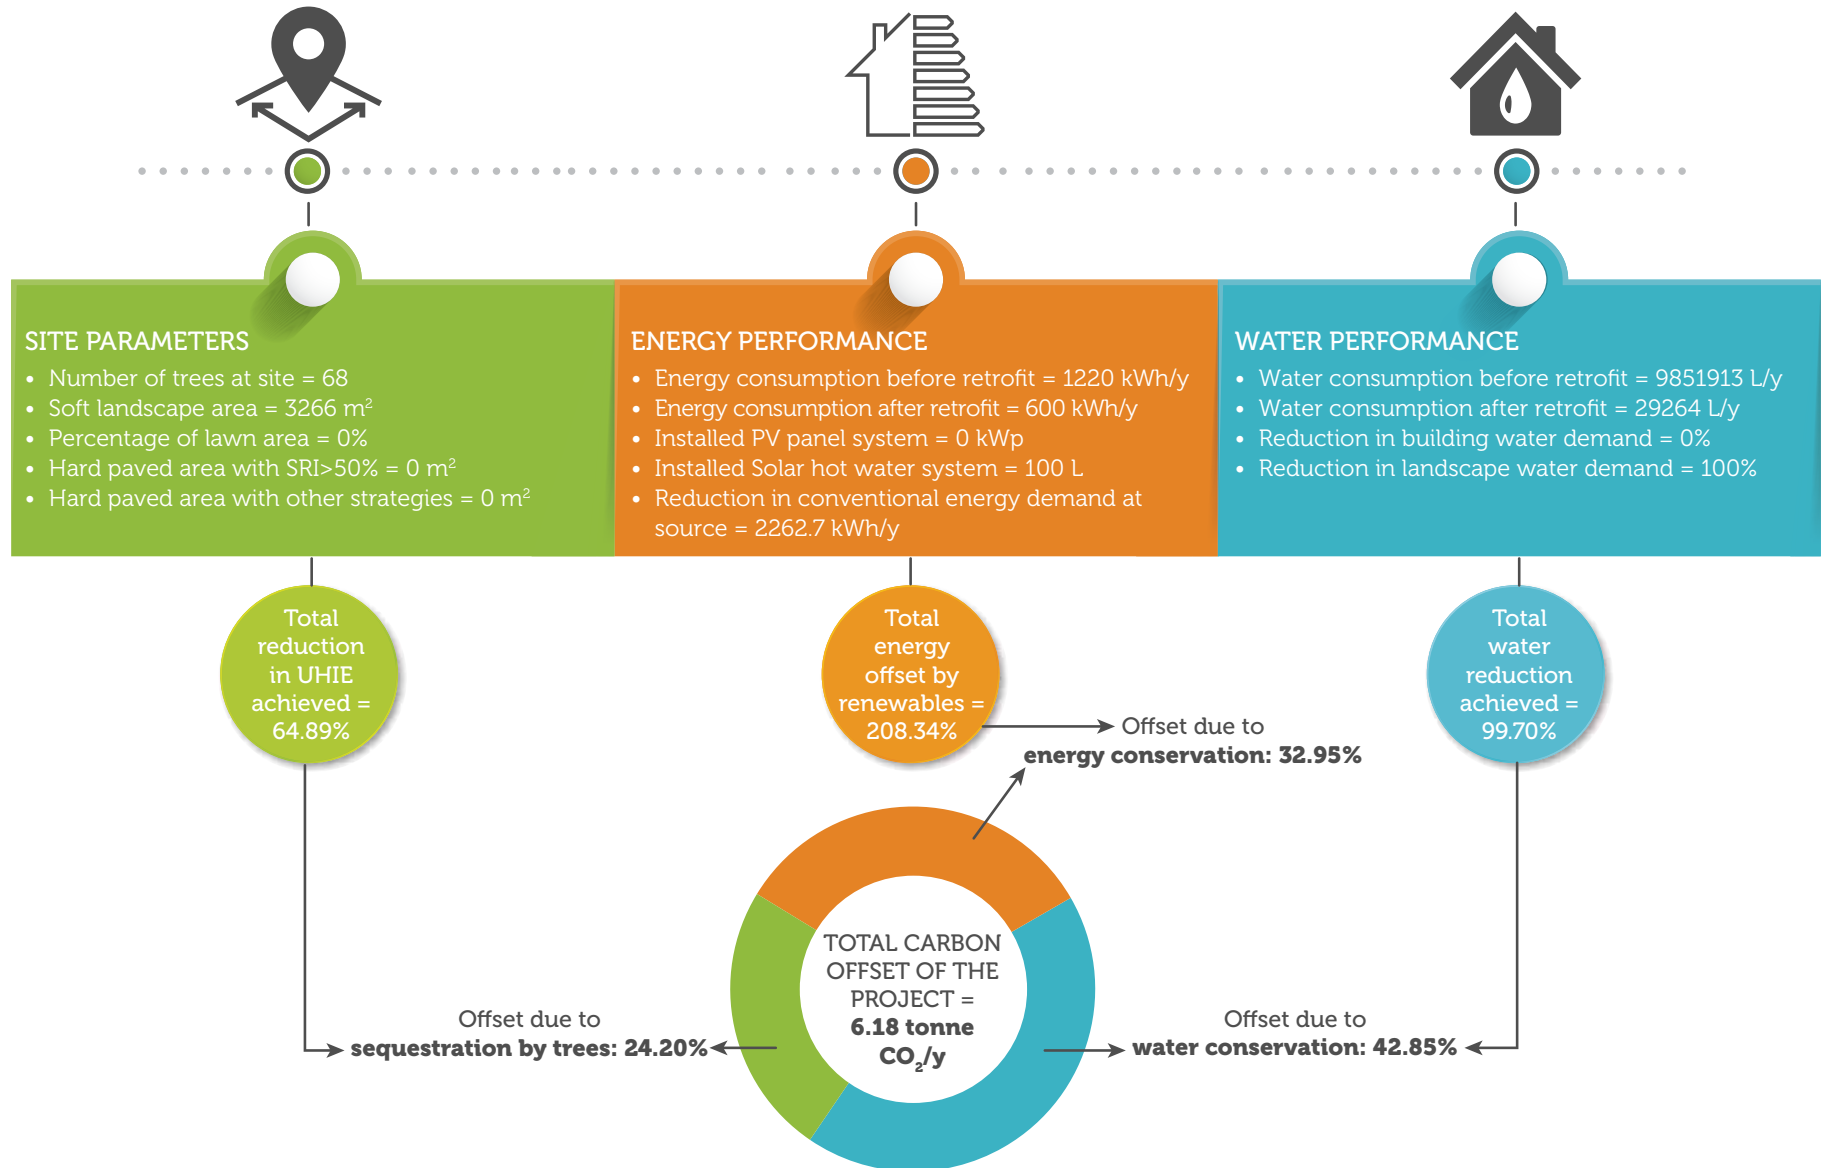 SITE PARAMETERS
• Number of trees at site = 68
• Soft landscape area = 3266 m²
• Percentage of lawn area = 0%
• Hard paved area with SRI>50% = 0 m²
• Hard paved area with other strategies = 0 m²
ENERGY PERFORMANCE
• Energy consumption before retrofit = 1220 kWh/y
• Energy consumption after retrofit = 600 kWh/y
• Installed PV panel system = 0 kWp
• Installed Solar hot water system = 100 L
• Reduction in conventional energy demand at
source = 2262.7 kWh/y
WATER PERFORMANCE
• Water consumption before retrofit = 9851913 L/y
• Water consumption after retrofit = 29264 L/y
• Reduction in building water demand = 0%
• Reduction in landscape water demand = 100%
Total
reduction
in UHIE
achieved =
64.89%
Total
energy
offset by
renewables =
208.34%
Total
water
reduction
achieved =
99.70%
Offset due to
energy conservation: 32.95%
TOTAL CARBON
OFFSET OF THE
PROJECT =
6.18 tonne
CO₂/y
Offset due to
sequestration by trees: 24.20%
Offset due to
water conservation: 42.85%